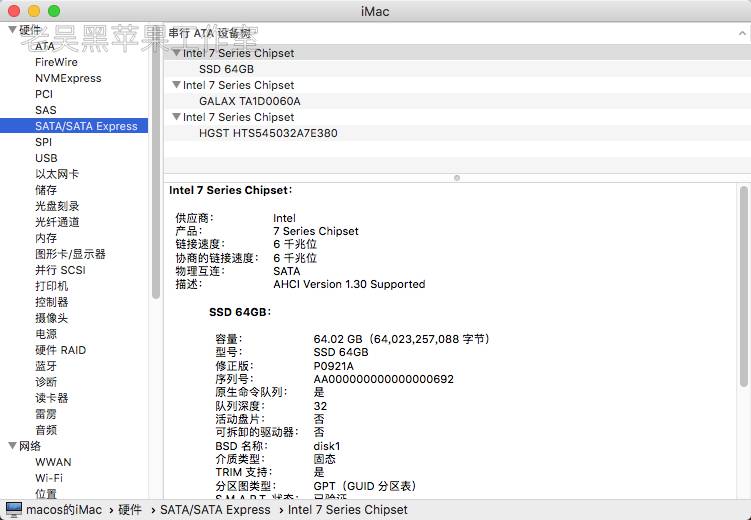 iMac
老吴黑苹果工作室
硬件
ATA
FireWire
NVMExpress
PCI
SAS
SATA/SATA Express
SPI
USB
以太网卡
储存
光盘刻录
光纤通道
内存
图形卡/显示器
并行 SCSI
打印机
控制器
摄像头
电源
硬件 RAID
蓝牙
诊断
读卡器
雷雳
音频
网络
WWAN
Wi-Fi
位置
串行 ATA 设备树
Intel 7 Series Chipset
SSD 64GB
Intel 7 Series Chipset
GALAX TA1D0060A
Intel 7 Series Chipset
HGST HTS545032A7E380
Intel 7 Series Chipset：
供应商： Intel
产品： 7 Series Chipset
链接速度： 6 千兆位
协商的链接速度： 6 千兆位
物理互连： SATA
描述： AHCI Version 1.30 Supported
SSD 64GB：
容量： 64.02 GB（64,023,257,088 字节）
型号： SSD 64GB
修正版： P0921A
序列号： AA000000000000000692
原生命令队列： 是
队列深度： 32
活动盘片： 否
可拆卸的驱动器： 否
BSD 名称： disk1
介质类型： 固态
TRIM 支持： 是
分区图类型： GPT（GUID 分区表）
S.M.A.R.T. 状态： 已验证
macos的iMac › 硬件 › SATA/SATA Express › Intel 7 Series Chipset